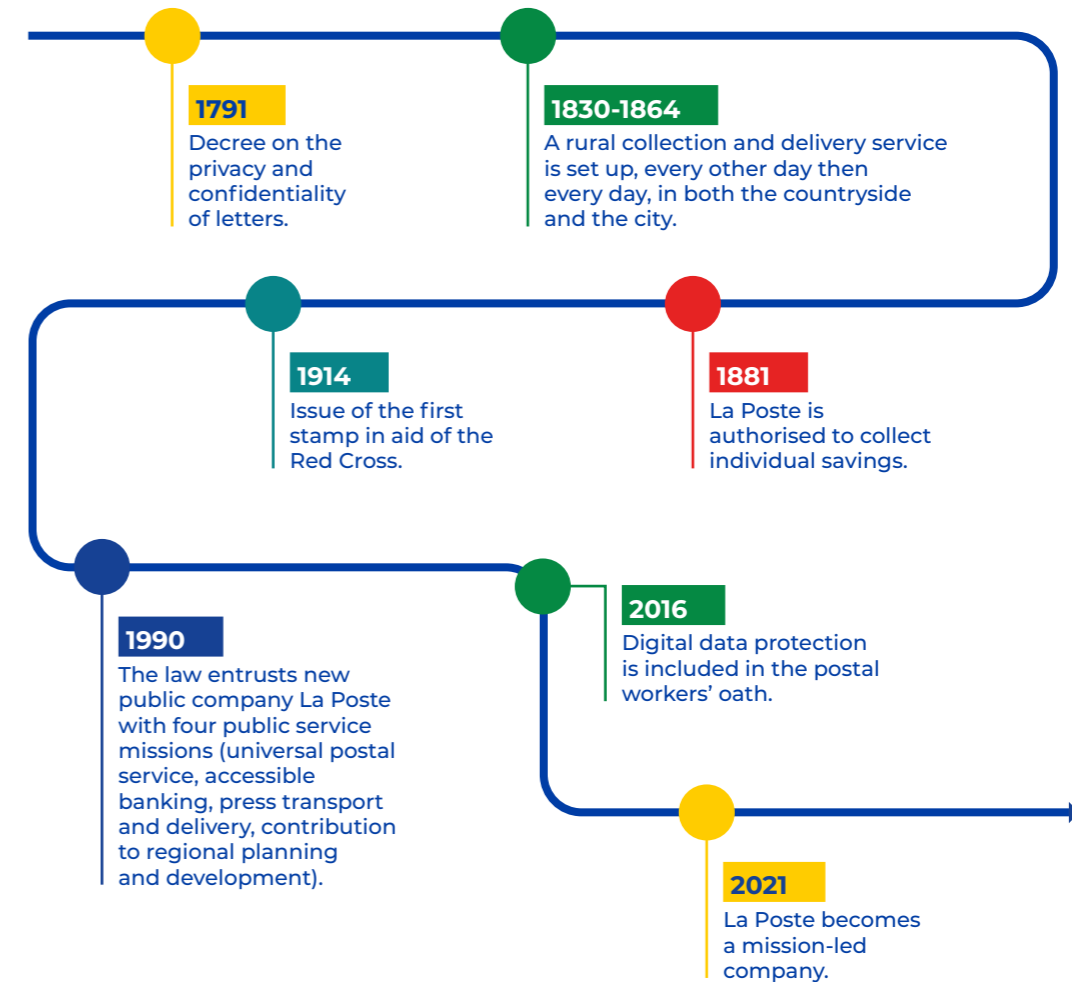 1791
Decree on the
privacy and
confidentiality
of letters.
1830-1864
A rural collection and delivery service
is set up, every other day then
every day, in both the countryside
and the city.
1881
La Poste is
authorised to collect
individual savings.
1914
Issue of the first
stamp in aid of the
Red Cross.
1990
The law entrusts new
public company La Poste
with four public service
missions (universal postal
service, accessible
banking, press transport
and delivery, contribution
to regional planning
and development).
2016
Digital data protection
is included in the postal
workers’ oath.
2021
La Poste becomes
a mission-led
company.